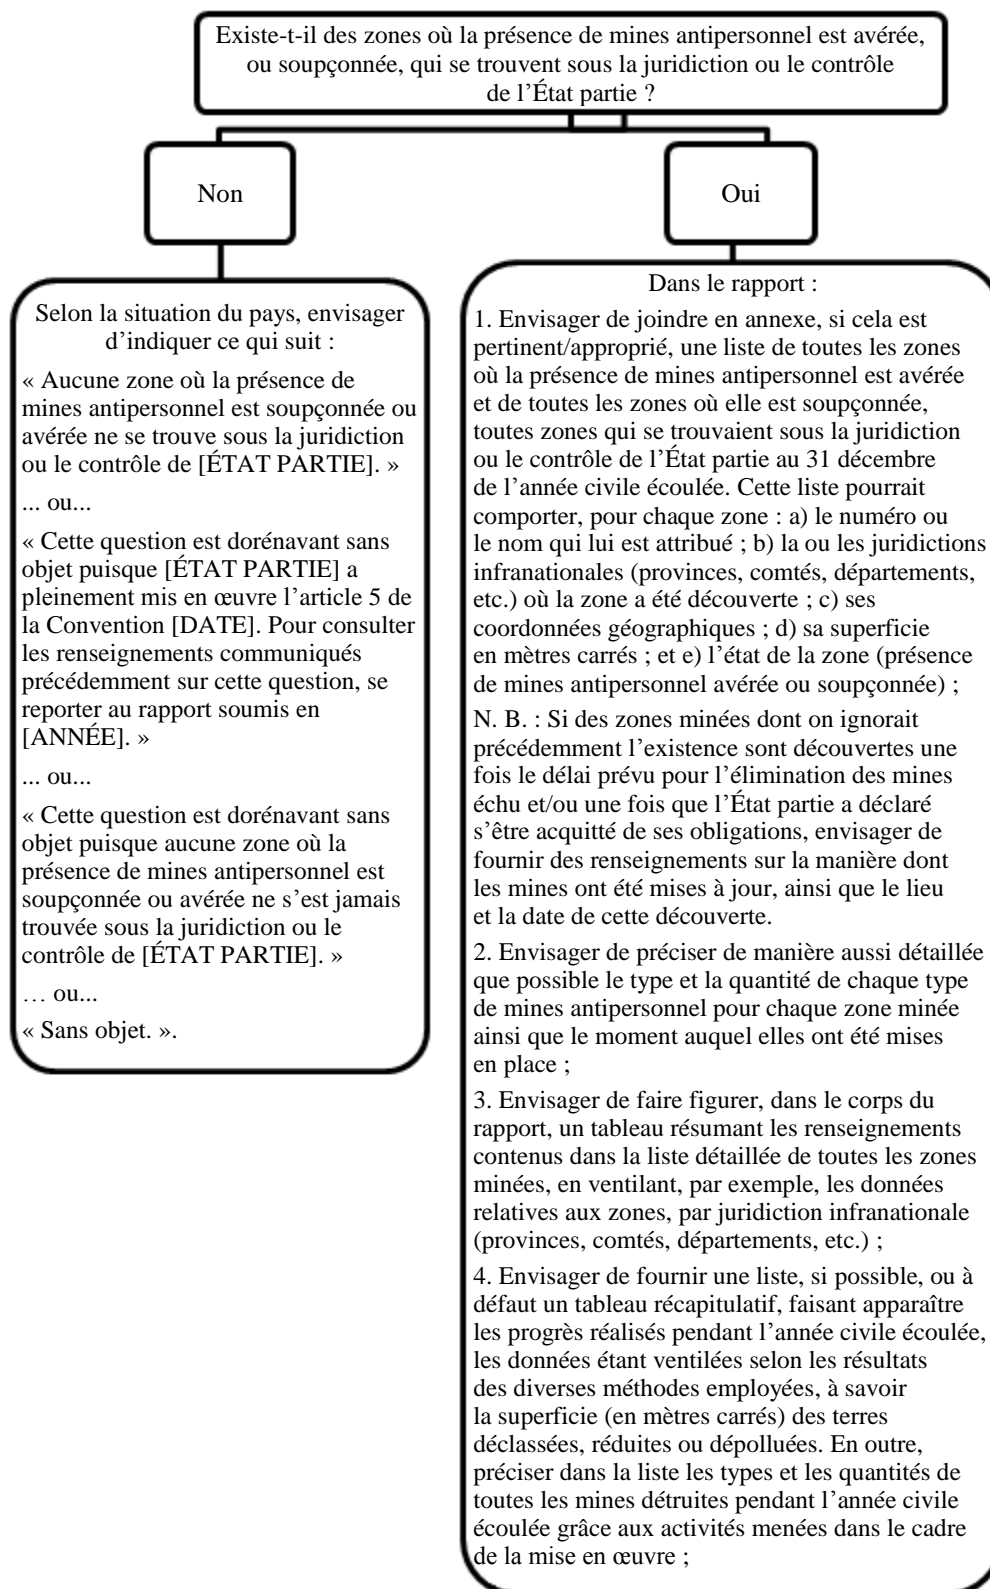 Existe-t-il des zones où la présence de mines antipersonnel est avérée,
ou soupçonnée, qui se trouvent sous la juridiction ou le contrôle
de l’État partie ?
Non
Oui
Selon la situation du pays, envisager
d’indiquer ce qui suit :
« Aucune zone où la présence de
mines antipersonnel est soupçonnée ou
avérée ne se trouve sous la juridiction
ou le contrôle de [ÉTAT PARTIE]. »
... ou...
« Cette question est dorénavant sans
objet puisque [ÉTAT PARTIE] a
pleinement mis en œuvre l’article 5 de
la Convention [DATE]. Pour consulter
les renseignements communiqués
précédemment sur cette question, se
reporter au rapport soumis en
[ANNÉE]. »
... ou...
« Cette question est dorénavant sans
objet puisque aucune zone où la
présence de mines antipersonnel est
soupçonnée ou avérée ne s’est jamais
trouvée sous la juridiction ou le
contrôle de [ÉTAT PARTIE]. »
… ou...
« Sans objet. ».
Dans le rapport :
1. Envisager de joindre en annexe, si cela est
pertinent/approprié, une liste de toutes les zones
où la présence de mines antipersonnel est avérée
et de toutes les zones où elle est soupçonnée,
toutes zones qui se trouvaient sous la juridiction
ou le contrôle de l’État partie au 31 décembre
de l’année civile écoulée. Cette liste pourrait
comporter, pour chaque zone : a) le numéro ou
le nom qui lui est attribué ; b) la ou les juridictions
infranationales (provinces, comtés, départements,
etc.) où la zone a été découverte ; c) ses
coordonnées géographiques ; d) sa superficie
en mètres carrés ; et e) l’état de la zone (présence
de mines antipersonnel avérée ou soupçonnée) ;
N. B. : Si des zones minées dont on ignorait
précédemment l’existence sont découvertes une
fois le délai prévu pour l’élimination des mines
échu et/ou une fois que l’État partie a déclaré
s’être acquitté de ses obligations, envisager de
fournir des renseignements sur la manière dont
les mines ont été mises à jour, ainsi que le lieu
et la date de cette découverte.
2. Envisager de préciser de manière aussi détaillée
que possible le type et la quantité de chaque type
de mines antipersonnel pour chaque zone minée
ainsi que le moment auquel elles ont été mises
en place ;
3. Envisager de faire figurer, dans le corps du
rapport, un tableau résumant les renseignements
contenus dans la liste détaillée de toutes les zones
minées, en ventilant, par exemple, les données
relatives aux zones, par juridiction infranationale
(provinces, comtés, départements, etc.) ;
4. Envisager de fournir une liste, si possible, ou à
défaut un tableau récapitulatif, faisant apparaître
les progrès réalisés pendant l’année civile écoulée,
les données étant ventilées selon les résultats
des diverses méthodes employées, à savoir
la superficie (en mètres carrés) des terres
déclassées, réduites ou dépolluées. En outre,
préciser dans la liste les types et les quantités de
toutes les mines détruites pendant l’année civile
écoulée grâce aux activités menées dans le cadre
de la mise en œuvre ;